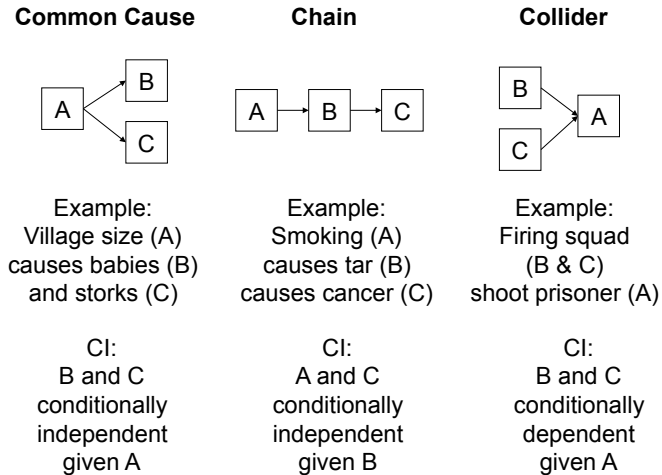 Common Cause
A
B
C
Example:
Village size (A)
causes babies (B)
and storks (C)
CI:
B and C
conditionally
independent
given A
Chain
A
B
C
Example:
Smoking (A)
causes tar (B)
causes cancer (C)
CI:
A and C
conditionally
independent
given B
Collider
B
C
A
Example:
Firing squad
(B & C)
shoot prisoner (A)
CI:
B and C
conditionally
dependent
given A